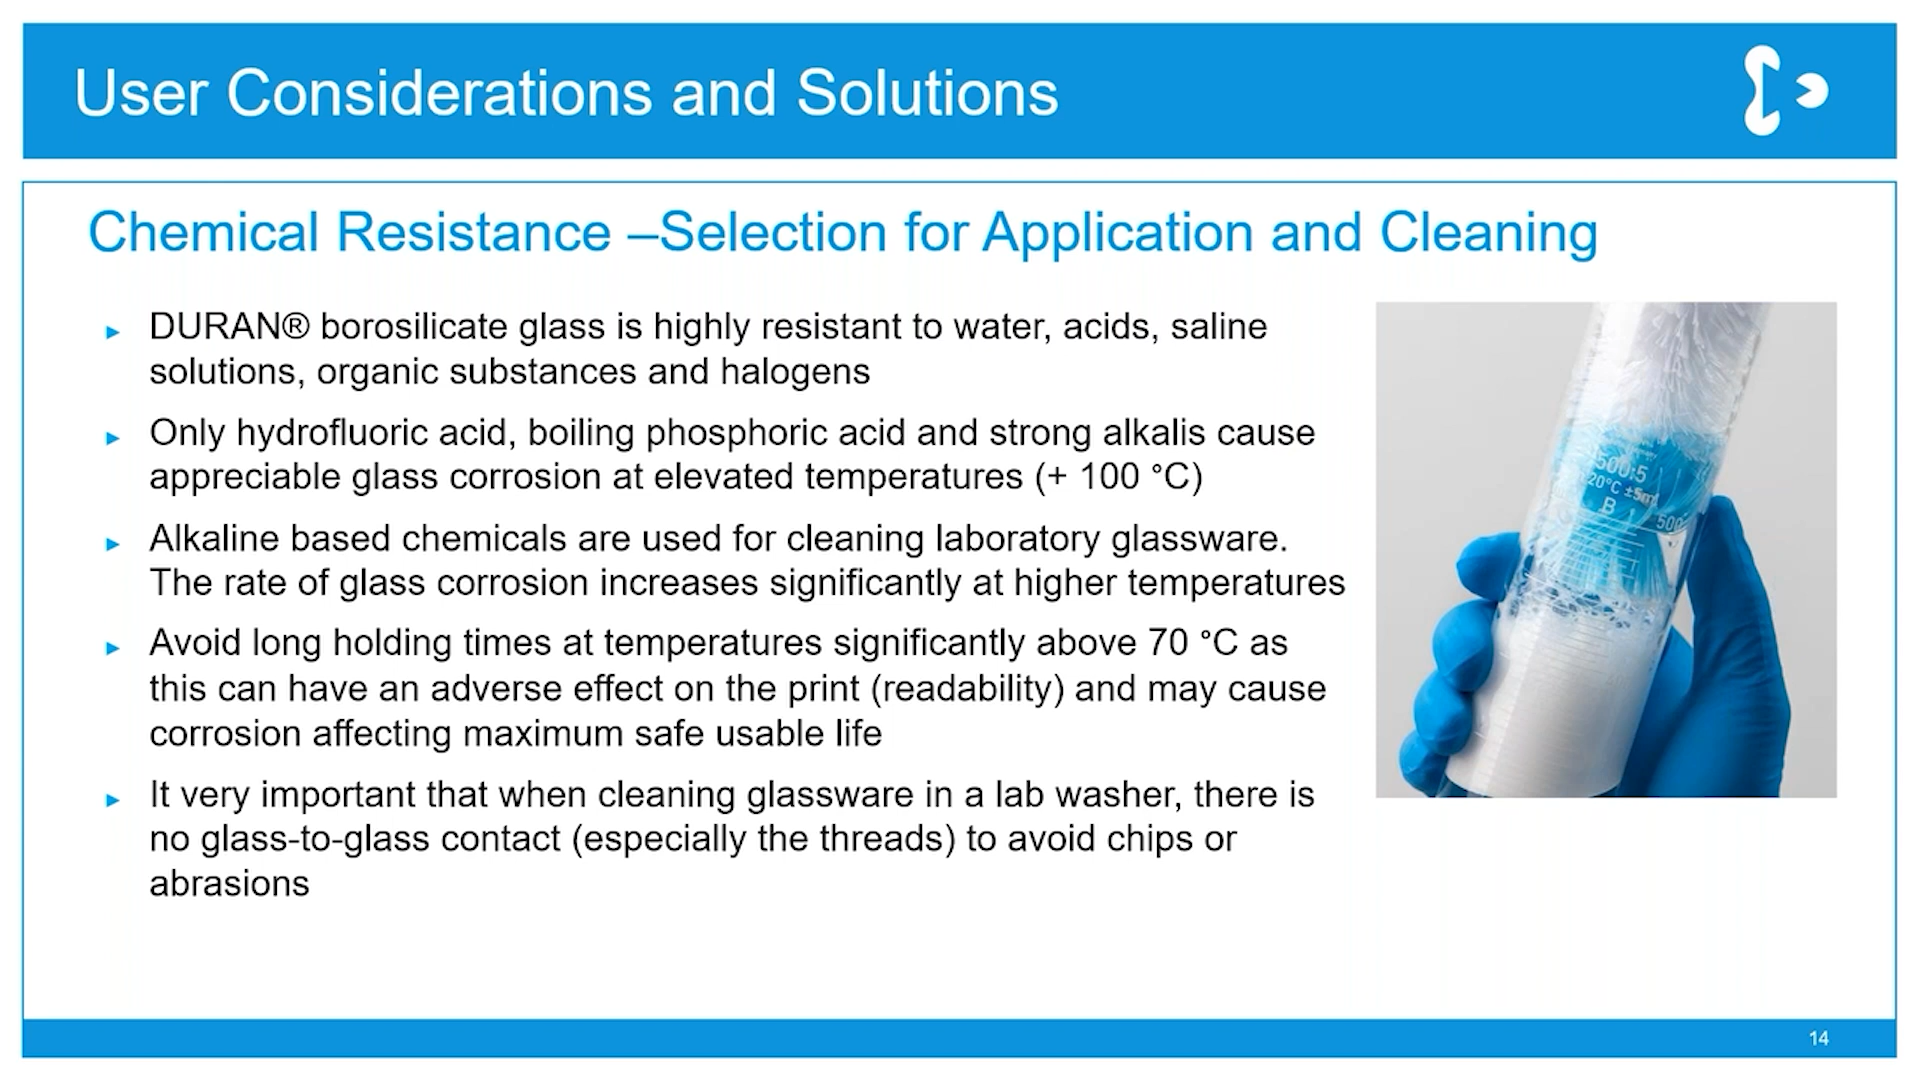 User Considerations and Solutions
Chemical Resistance –Selection for Application and Cleaning
► DURAN® borosilicate glass is highly resistant to water, acids, saline
solutions, organic substances and halogens
► Only hydrofluoric acid, boiling phosphoric acid and strong alkalis cause
appreciable glass corrosion at elevated temperatures (+ 100 °C)
► Alkaline based chemicals are used for cleaning laboratory glassware.
The rate of glass corrosion increases significantly at higher temperatures
► Avoid long holding times at temperatures significantly above 70 °C as
this can have an adverse effect on the print (readability) and may cause
corrosion affecting maximum safe usable life
► It very important that when cleaning glassware in a lab washer, there is
no glass-to-glass contact (especially the threads) to avoid chips or
abrasions
500:5
20°C ±5ml
B
500
14